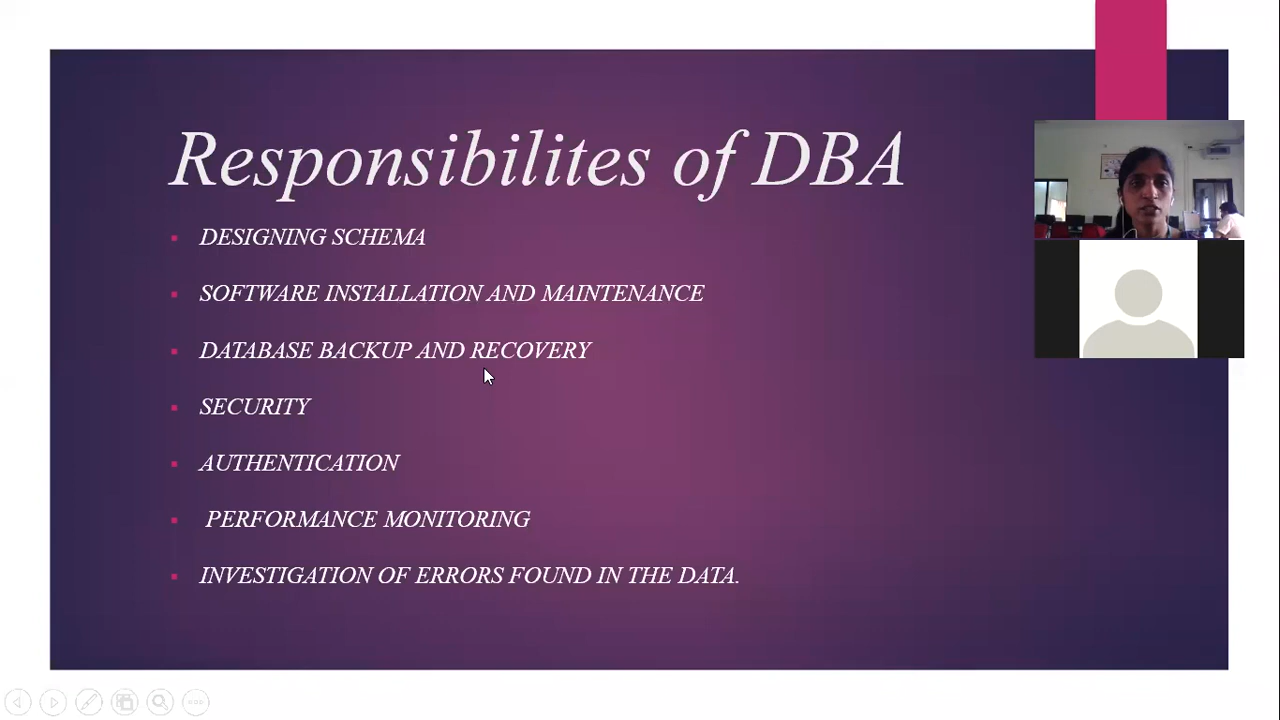 Responsibilites of DBA
DESIGNING SCHEMA
SOFTWARE INSTALLATION AND MAINTENANCE
DATABASE BACKUP AND RECOVERY
SECURITY
AUTHENTICATION
PERFORMANCE MONITORING
INVESTIGATION OF ERRORS FOUND IN THE DATA.